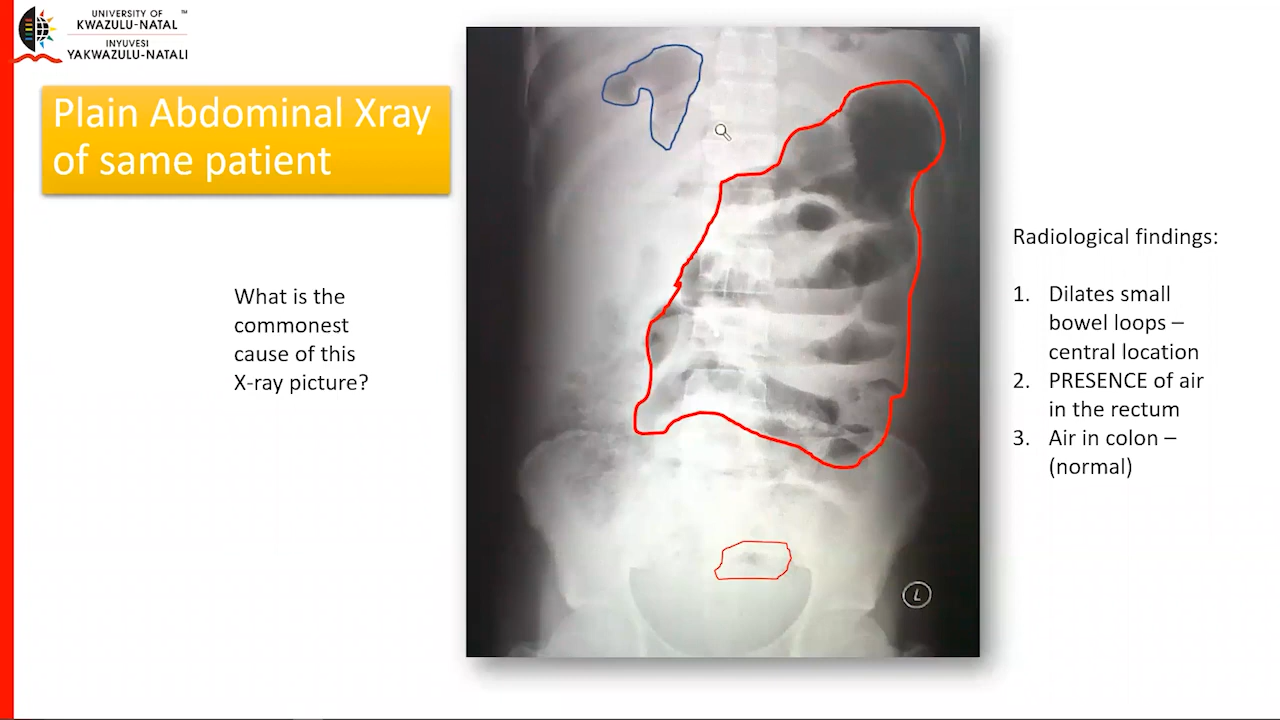 UNIVERSITY OF ™
KWAZULU-NATAL
INYUVESI
YAKWAZULU-NATALI
Plain Abdominal Xray
of same patient
What is the
commonest
cause of this
X-ray picture?
Radiological findings:
1. Dilates small
bowel loops –
central location
2. PRESENCE of air
in the rectum
3. Air in colon –
(normal)
L